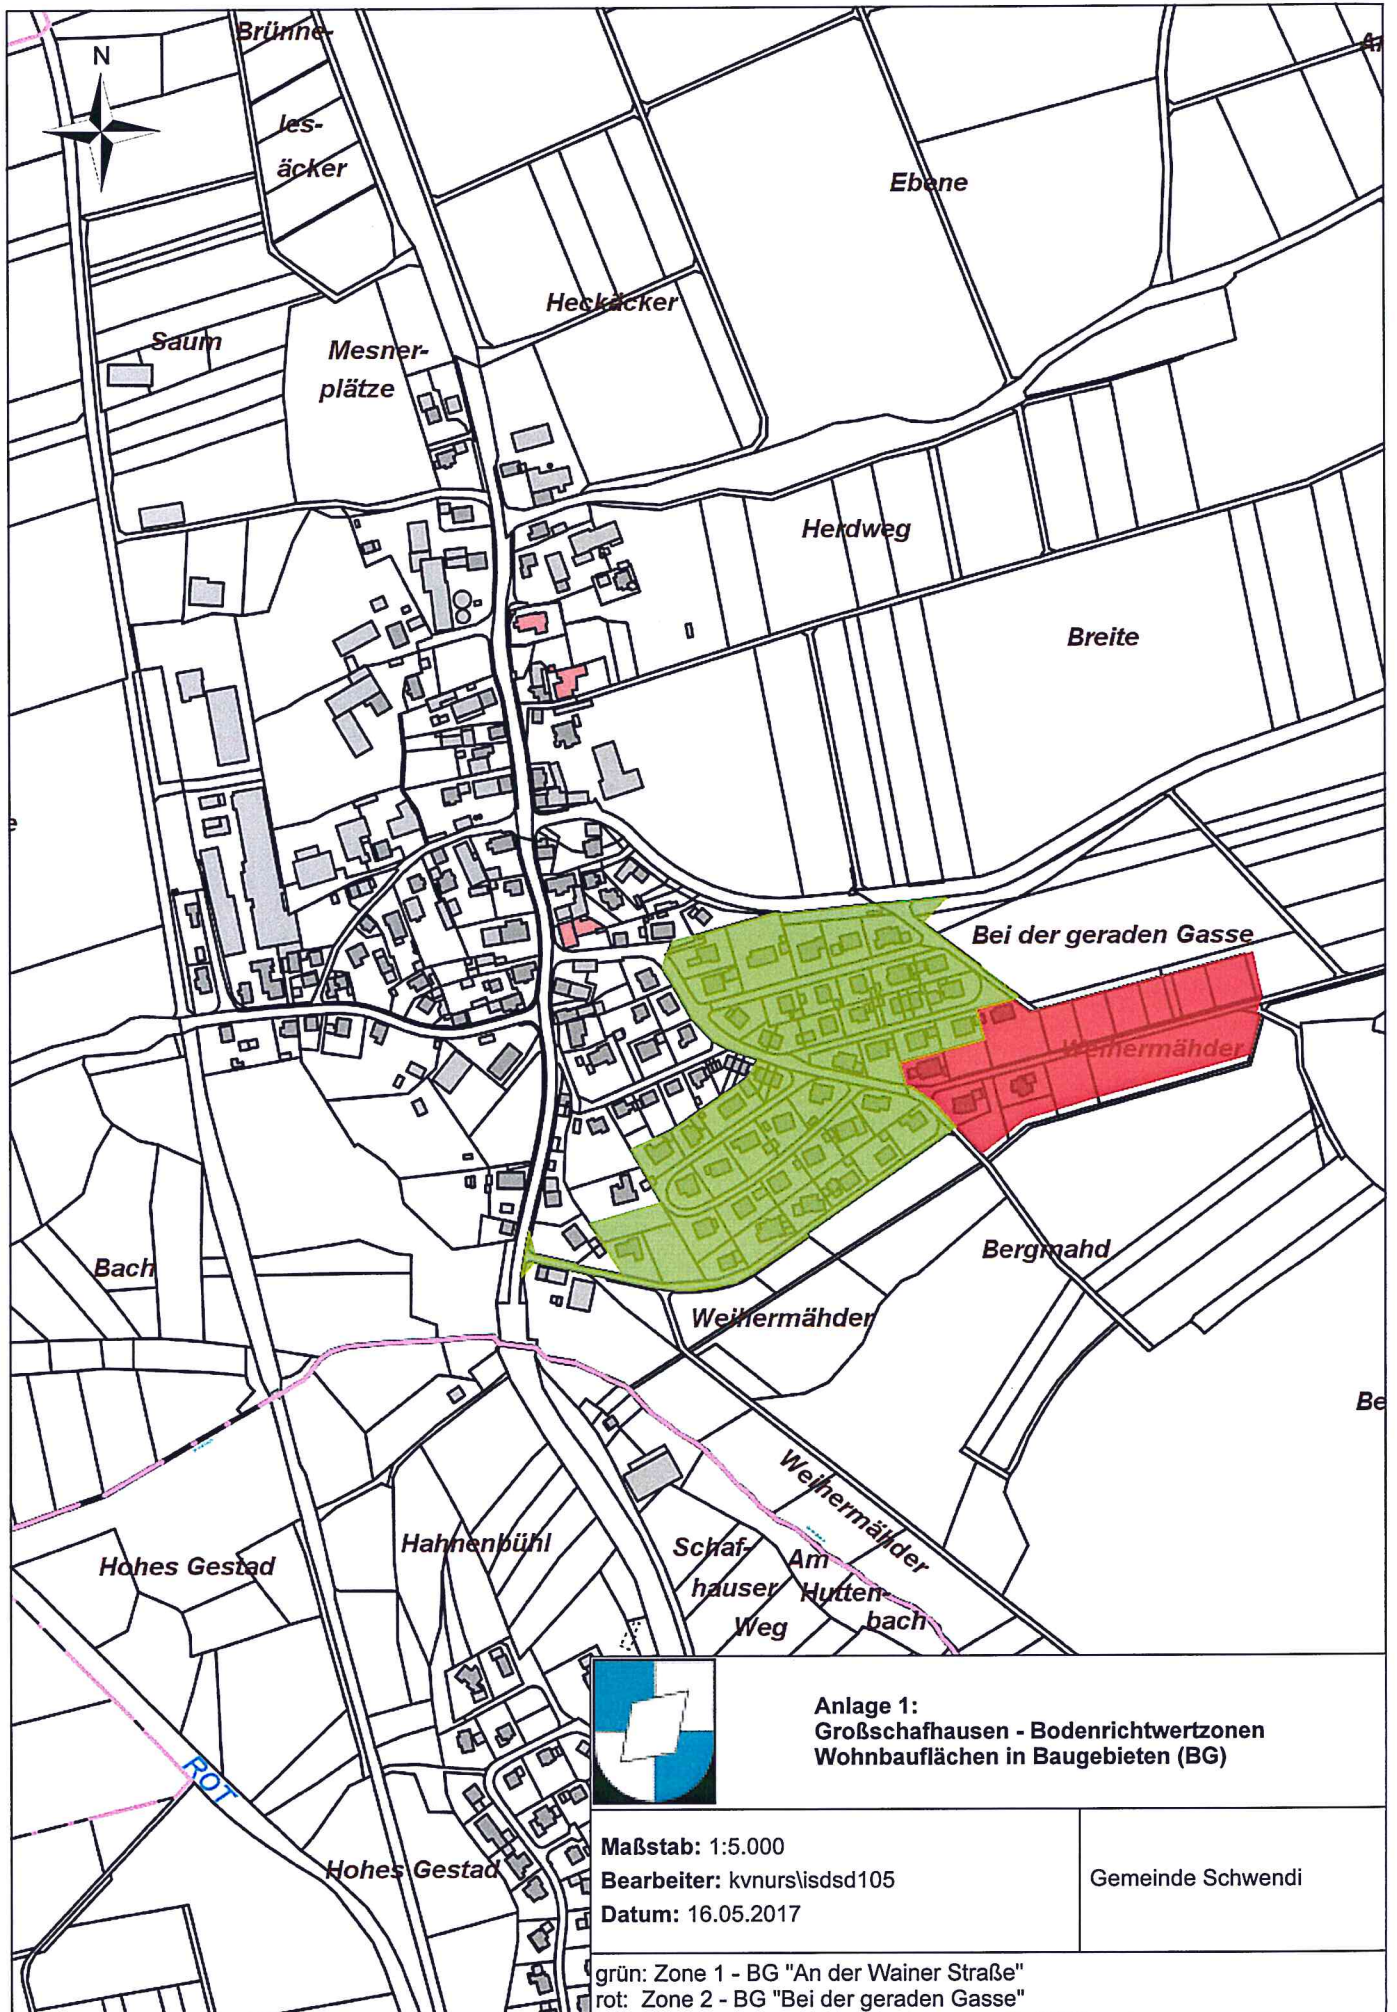 Brünne-
N
les-
äcker
Ebene
Heckäcker
Saum
Mesner-
plätze
Herdweg
Breite
Bei der geraden Gasse
Weihermähder
Bach
Bergmahd
Weihermähder
Be
Weihermähder
Hahnenbühl
Hohes Gestad
Schaf-
hauser
Weg
Am
Hutten-
bach
ROT
Hohes Gestad
Anlage 1:
Großschafhausen - Bodenrichtwertzonen
Wohnbauflächen in Baugebieten (BG)
Maßstab: 1:5.000
Bearbeiter: kvnurs\isdsd105
Datum: 16.05.2017
Gemeinde Schwendi
grün: Zone 1 - BG "An der Wainer Straße"
rot: Zone 2 - BG "Bei der geraden Gasse"